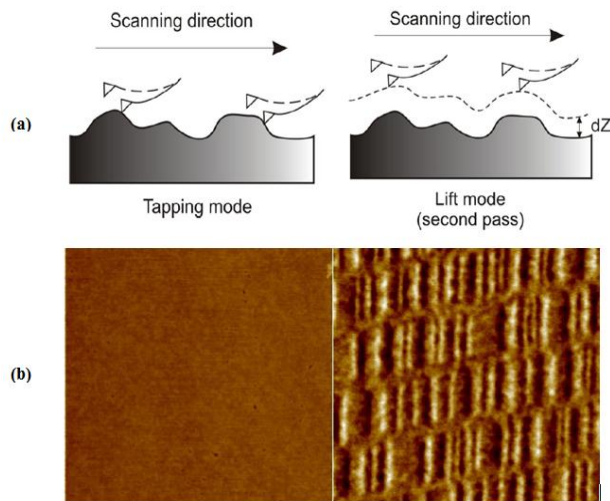 Scanning direction
Scanning direction
(a)
dZ
Tapping mode
Lift mode
(second pass)
(b)